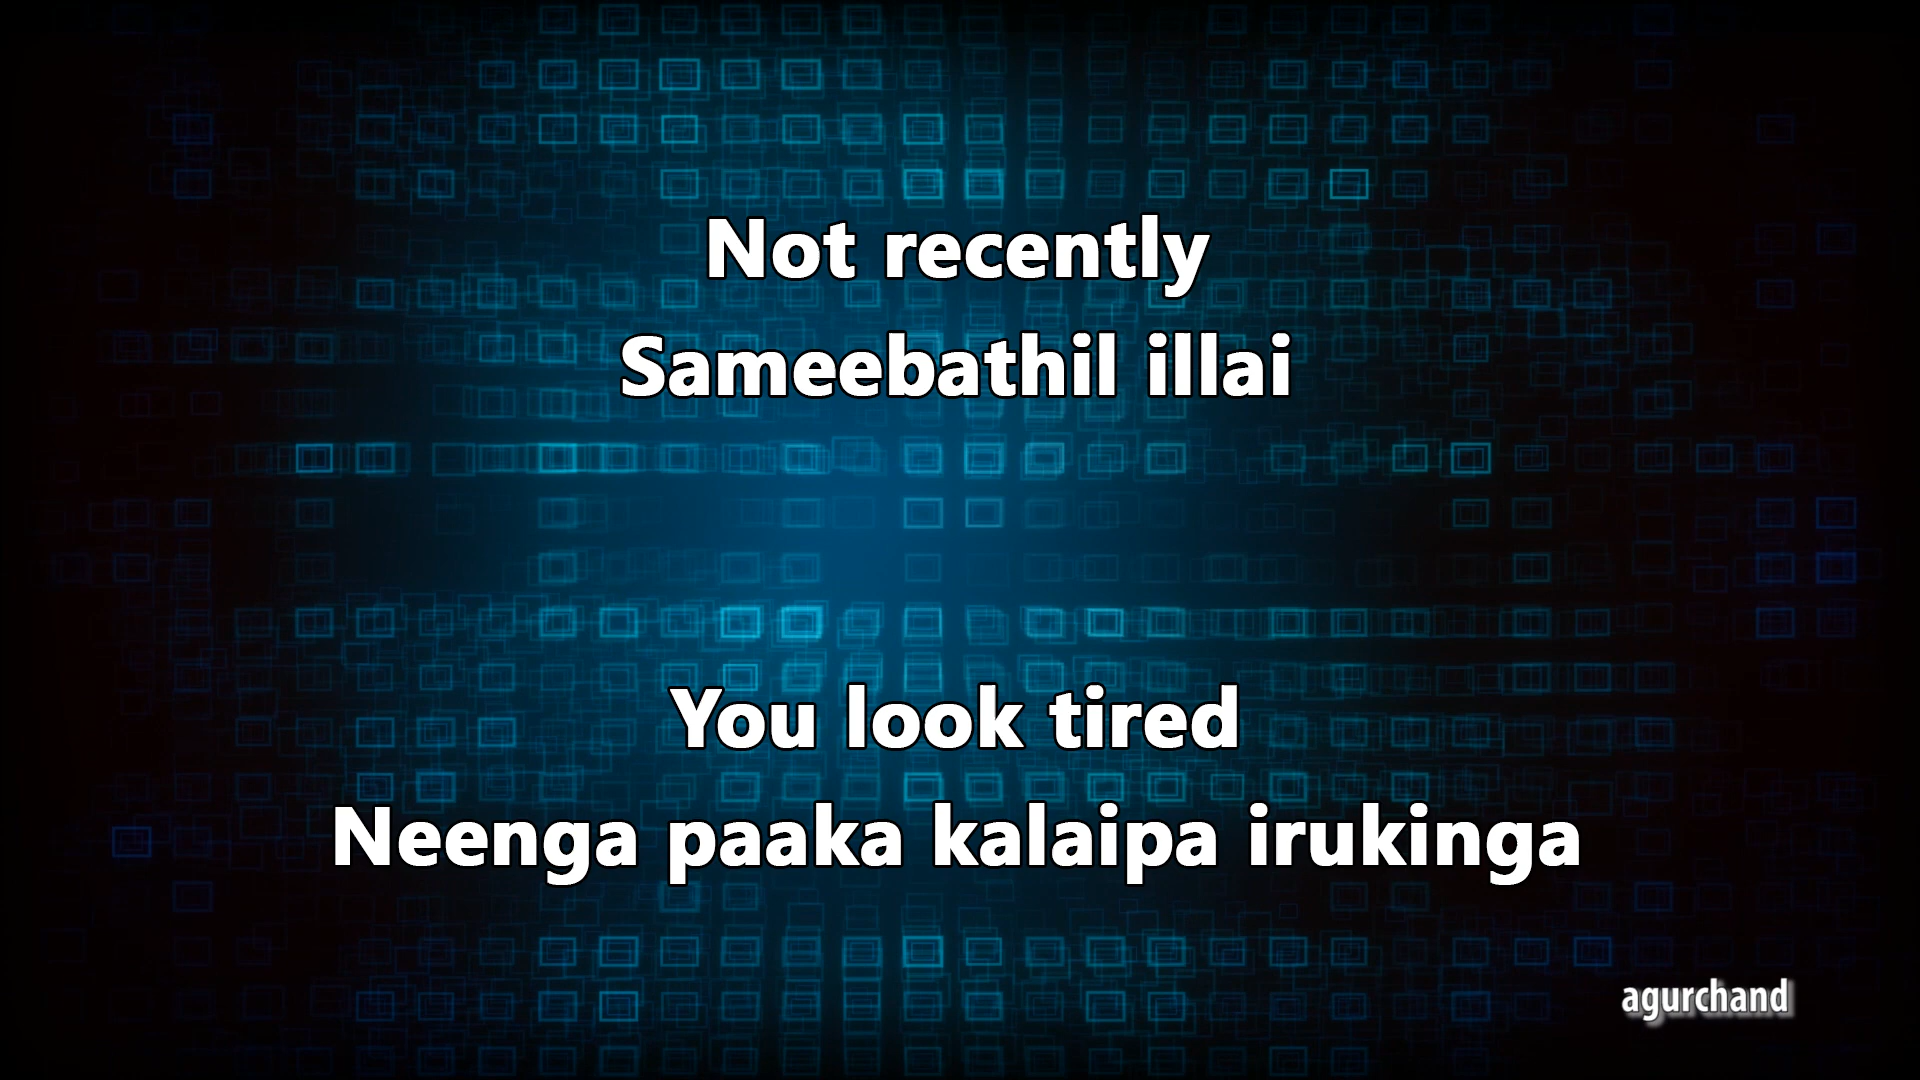 Not recently
Sameebathil illai
You look tired
Neenga paaka kalaipa irukinga
agurchand